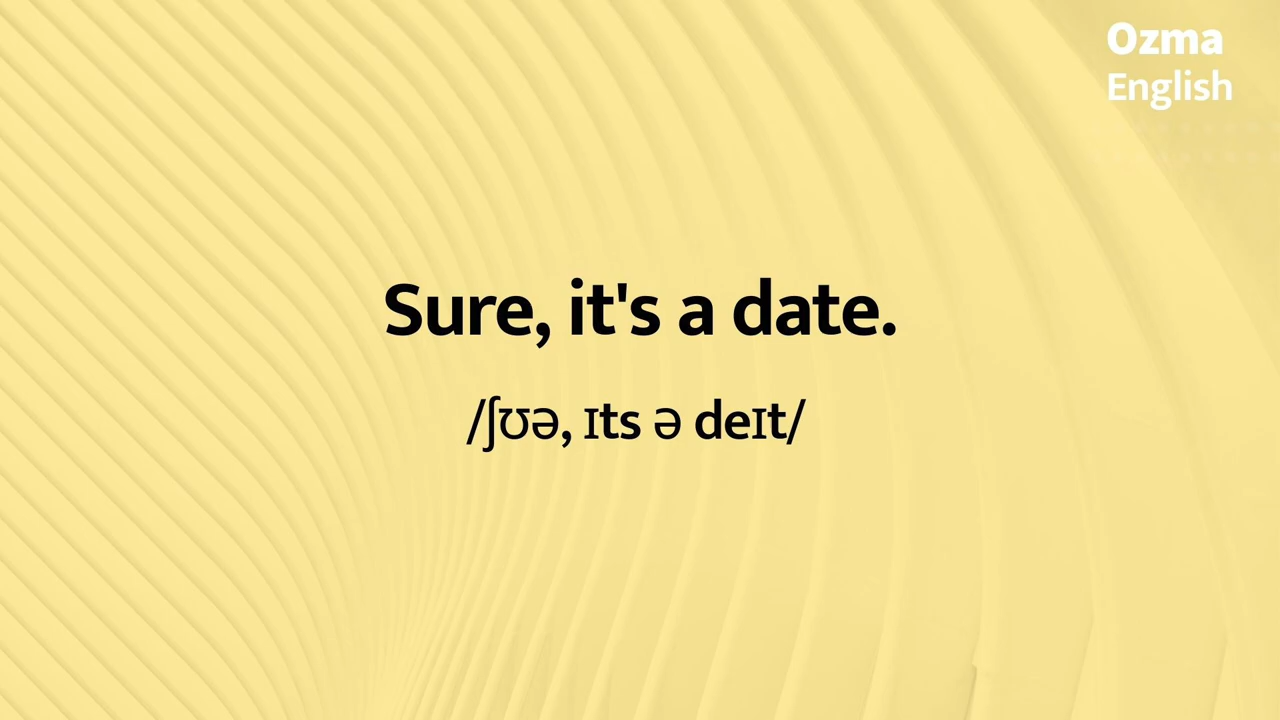 Ozma
English
Sure, it's a date.
/ʃʊə, ɪts ə deɪt/